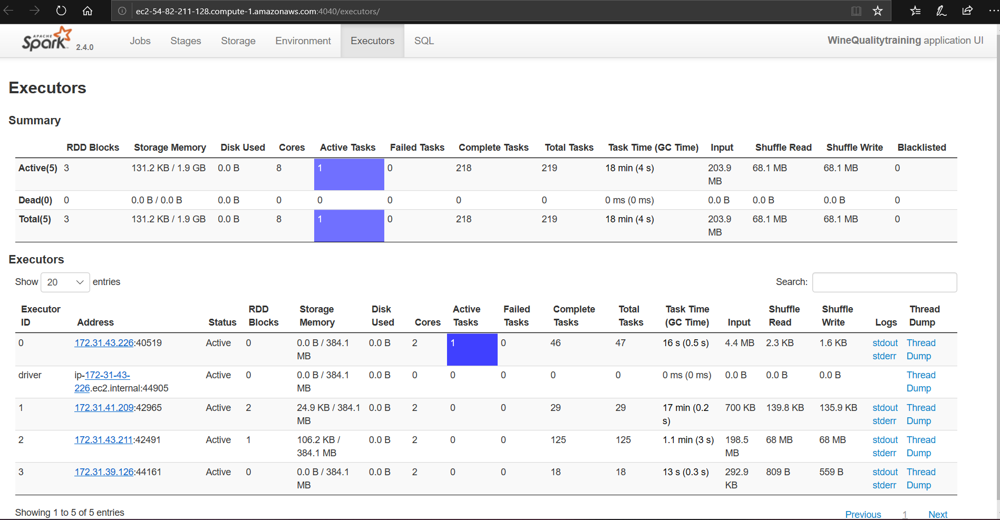 ec2-54-82-211-128.compute-1.amazonaws.com:4040/executors/
APACHE Spark 2.4.0 Jobs Stages Storage Environment Executors SQL WineQualitytraining application UI
Executors
Summary
RDD Blocks Storage Memory Disk Used Cores Active Tasks Failed Tasks Complete Tasks Total Tasks Task Time (GC Time) Input Shuffle Read Shuffle Write Blacklisted
Active(5) 3 131.2 KB / 1.9 GB 0.0 B 8 1 0 218 219 18 min (4 s) 203.9 68.1 MB 68.1 MB 0
MB
Dead(0) 0 0.0 B / 0.0 B 0.0 B 0 0 0 0 0 0 ms (0 ms) 0.0 B 0.0 B 0.0 B 0
Total(5) 3 131.2 KB / 1.9 GB 0.0 B 8 1 0 218 219 18 min (4 s) 203.9 68.1 MB 68.1 MB 0
MB
Executors
Show 20 entries Search:
Executor RDD Storage Disk Active Failed Complete Total Task Time Shuffle Shuffle Thread
ID Address Status Blocks Memory Used Cores Tasks Tasks Tasks Tasks (GC Time) Input Read Write Logs Dump
0 172.31.43.226:40519 Active 0 0.0 B / 384.1 0.0 B 2 1 0 46 47 16 s (0.5 s) 4.4 MB 2.3 KB 1.6 KB stdout Thread
MB stderr Dump
driver ip-172-31-43- Active 0 0.0 B / 384.1 0.0 B 0 0 0 0 0 0 ms (0 ms) 0.0 B 0.0 B 0.0 B Thread
226.ec2.internal:44905 MB Dump
1 172.31.41.209:42965 Active 2 24.9 KB / 384.1 0.0 B 2 0 0 29 29 17 min (0.2 700 KB 139.8 KB 135.9 KB stdout Thread
MB s) stderr Dump
2 172.31.43.211:42491 Active 1 106.2 KB / 0.0 B 2 0 0 125 125 1.1 min (3 s) 198.5 68 MB 68 MB stdout Thread
384.1 MB MB stderr Dump
3 172.31.39.126:44161 Active 0 0.0 B / 384.1 0.0 B 2 0 0 18 18 13 s (0.3 s) 292.9 809 B 559 B stdout Thread
MB KB stderr Dump
Showing 1 to 5 of 5 entries Previous 1 Next